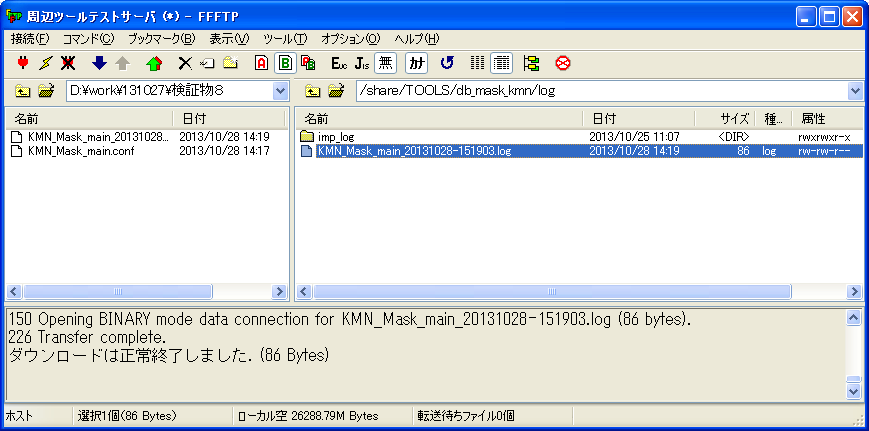 周辺ツールテストサーバ (*) - FFFTP
接続(F) コマンド(C) ブックマーク(B) 表示(V) ツール(T) オプション(O) ヘルプ(H)
A B B EUC JIS 無 カナ
D:¥work¥131027¥検証物8 /share/TOOLS/db_mask_kmn/log
名前 日付 名前 日付 サイズ 種... 属性
KMN_Mask_main_20131028... 2013/10/28 14:19 imp_log 2013/10/25 11:07 <DIR> rwxrwxr-x
KMN_Mask_main.conf 2013/10/28 14:17 KMN_Mask_main_20131028-151903.log 2013/10/28 14:19 86 log rw-rw-r--
150 Opening BINARY mode data connection for KMN_Mask_main_20131028-151903.log (86 bytes).
226 Transfer complete.
ダウンロードは正常終了しました. (86 Bytes)
ホスト 選択1個(86 Bytes) ローカル空 26288.79M Bytes 転送待ちファイル0個